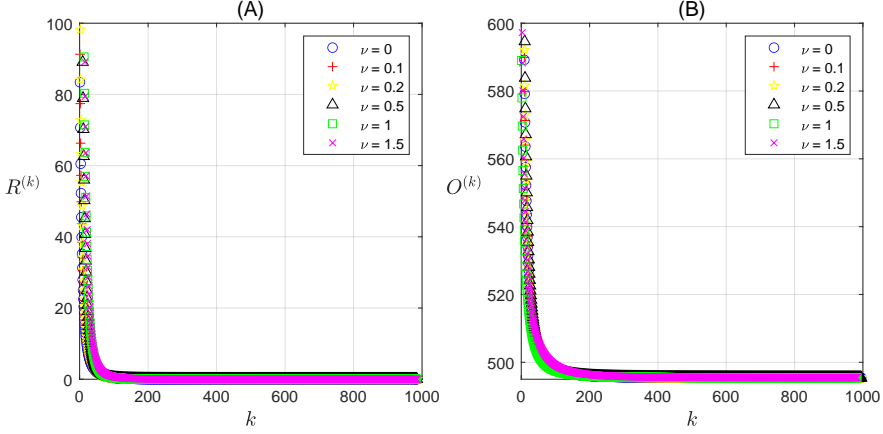 (A)
100
80
60
40
20
0
R^(k)
0 200 400 600 800 1000
k
ν = 0
ν = 0.1
ν = 0.2
ν = 0.5
ν = 1
ν = 1.5
(B)
600
580
560
540
520
500
O^(k)
0 200 400 600 800 1000
k
ν = 0
ν = 0.1
ν = 0.2
ν = 0.5
ν = 1
ν = 1.5